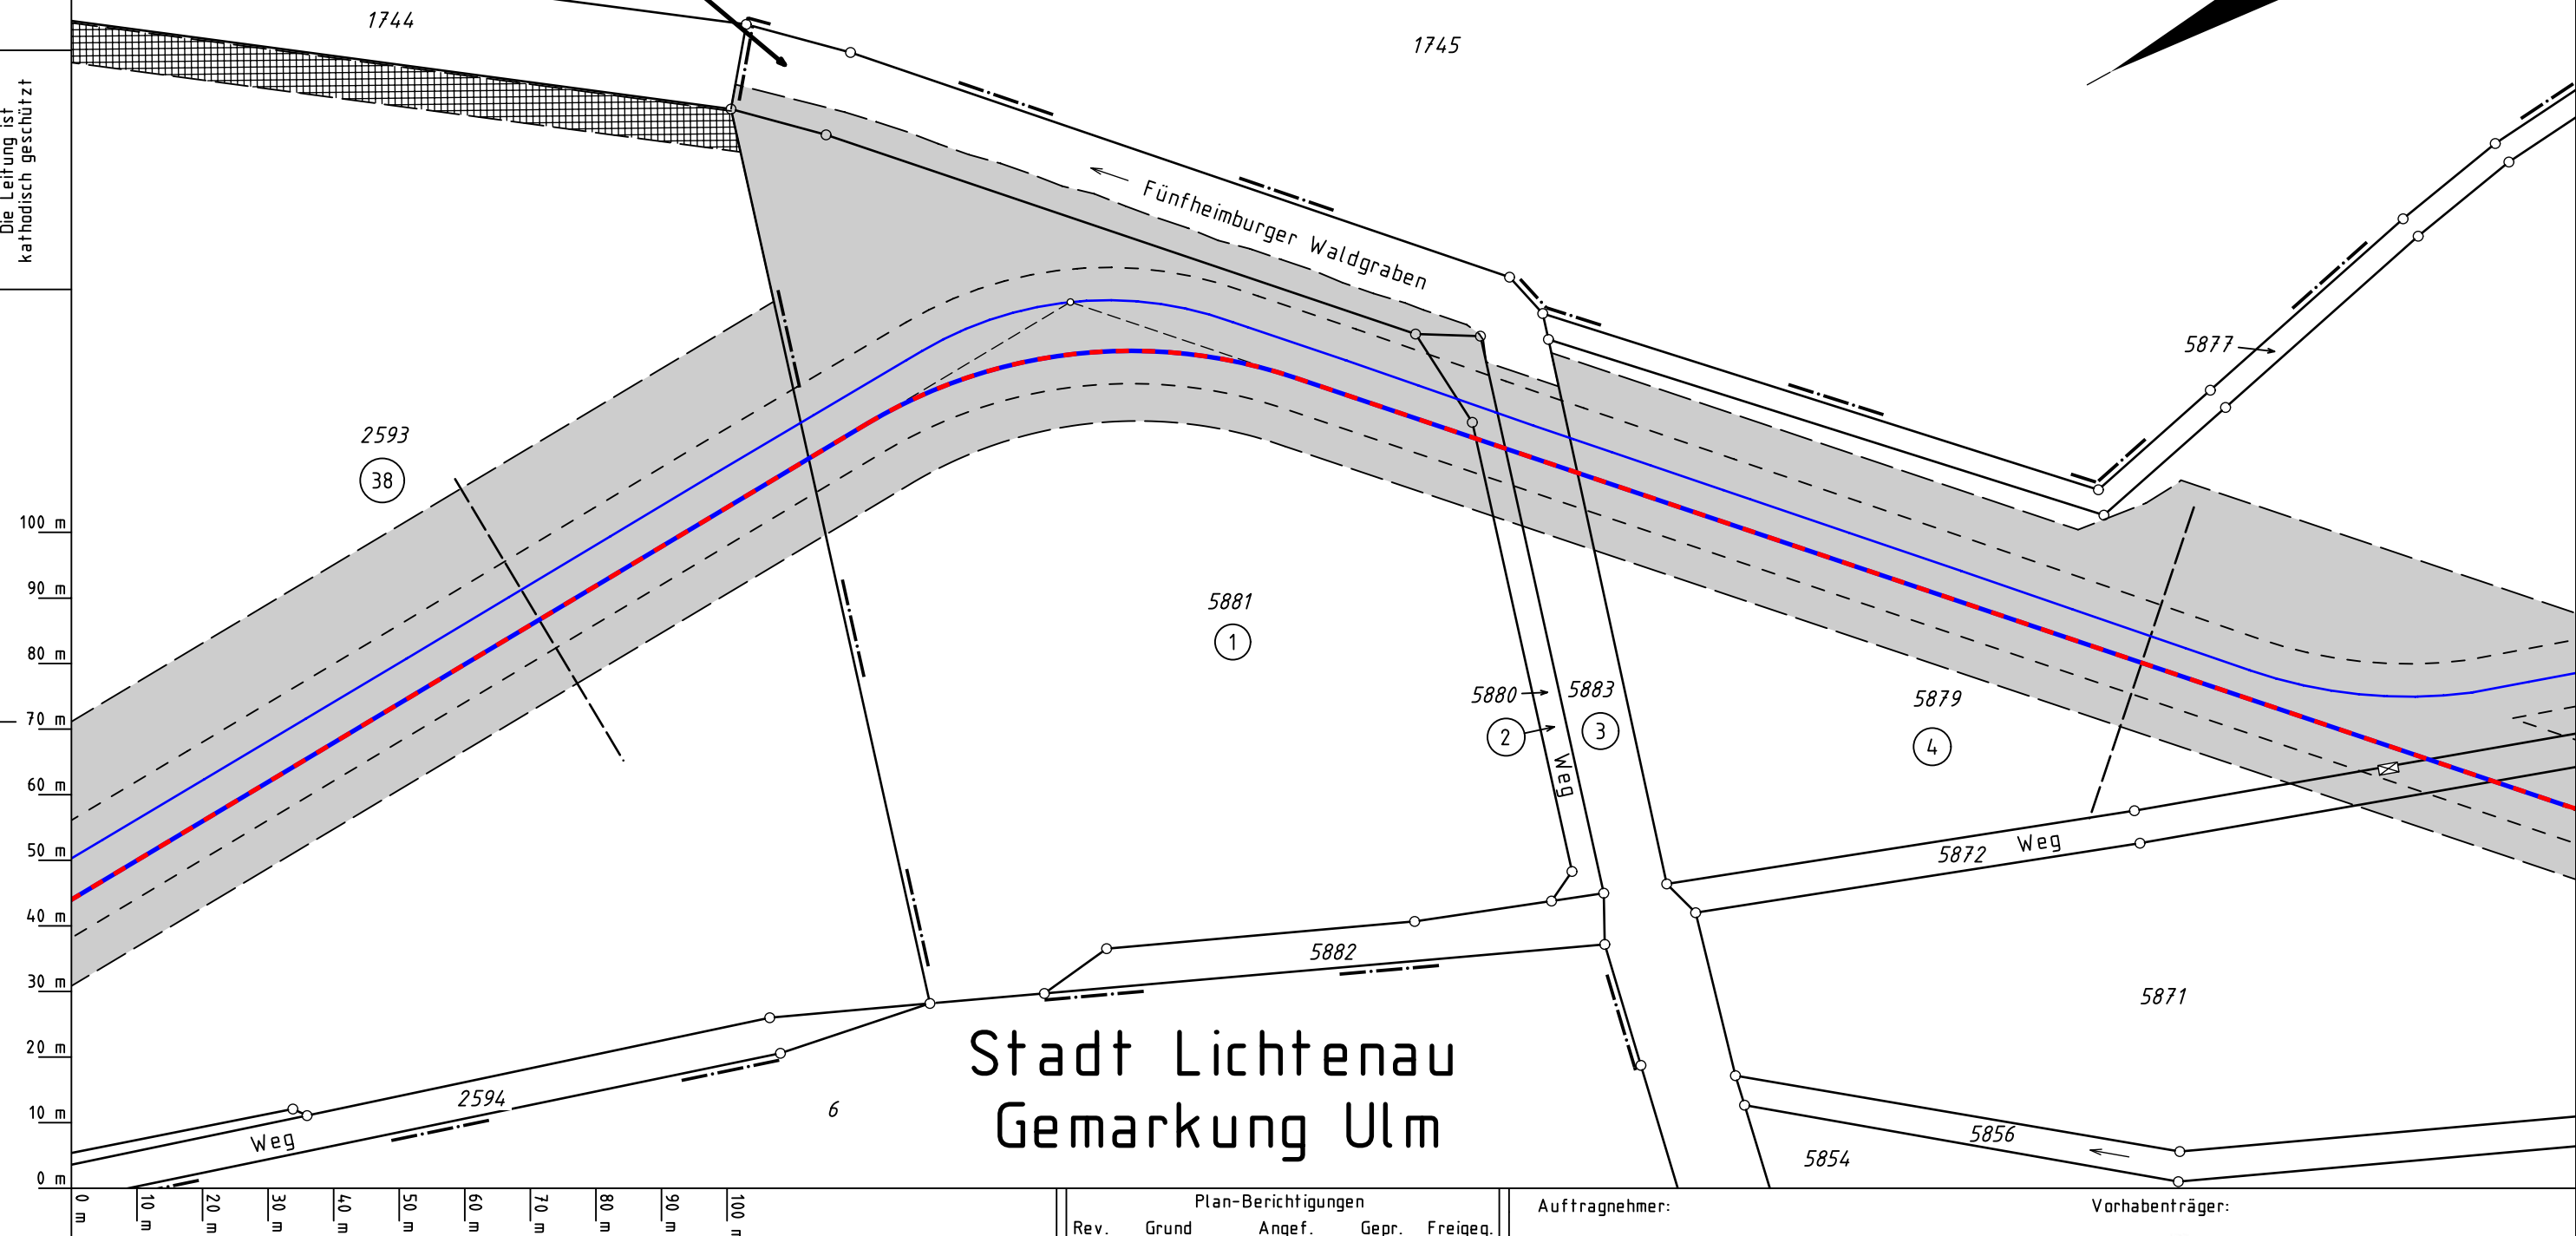 1744
1745
Die Leitung ist
kathodisch geschützt
Fünfheimburger Waldgraben
5877
2593
38
100 m
90 m
80 m
70 m
60 m
50 m
40 m
30 m
20 m
10 m
0 m
5881
1
5880
5883
2
3
Weg
5879
4
5872 Weg
5882
5871
Stadt Lichtenau
Gemarkung Ulm
2594
6
Weg
5856
5854
0 m
10 m
20 m
30 m
40 m
50 m
60 m
70 m
80 m
90 m
100 m
Plan-Berichtigungen
Rev. Grund Angef. Gepr. Freigeg.
Auftragnehmer:
Vorhabenträger: